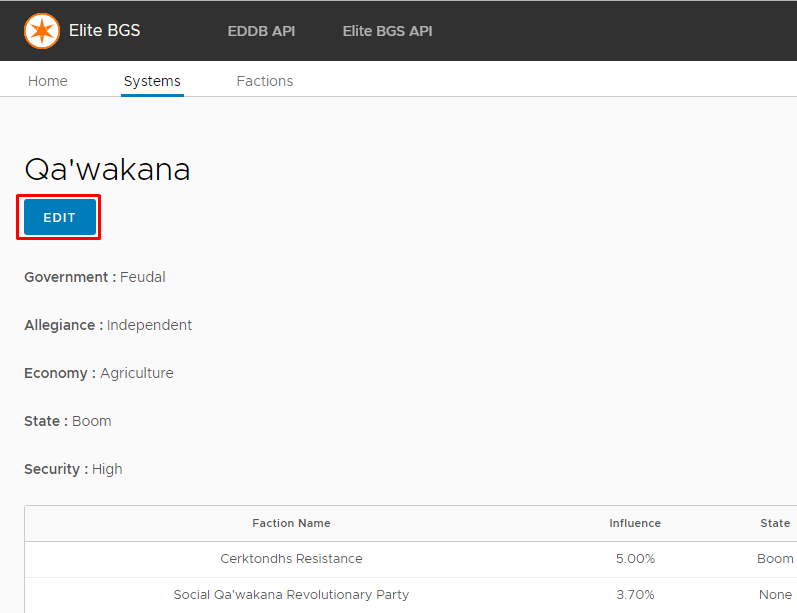 Elite BGS EDDB API Elite BGS API
Home Systems Factions
Qa'wakana
EDIT
Government : Feudal
Allegiance : Independent
Economy : Agriculture
State : Boom
Security : High
Faction Name Influence State
Cerktondhs Resistance 5.00% Boom
Social Qa'wakana Revolutionary Party 3.70% None